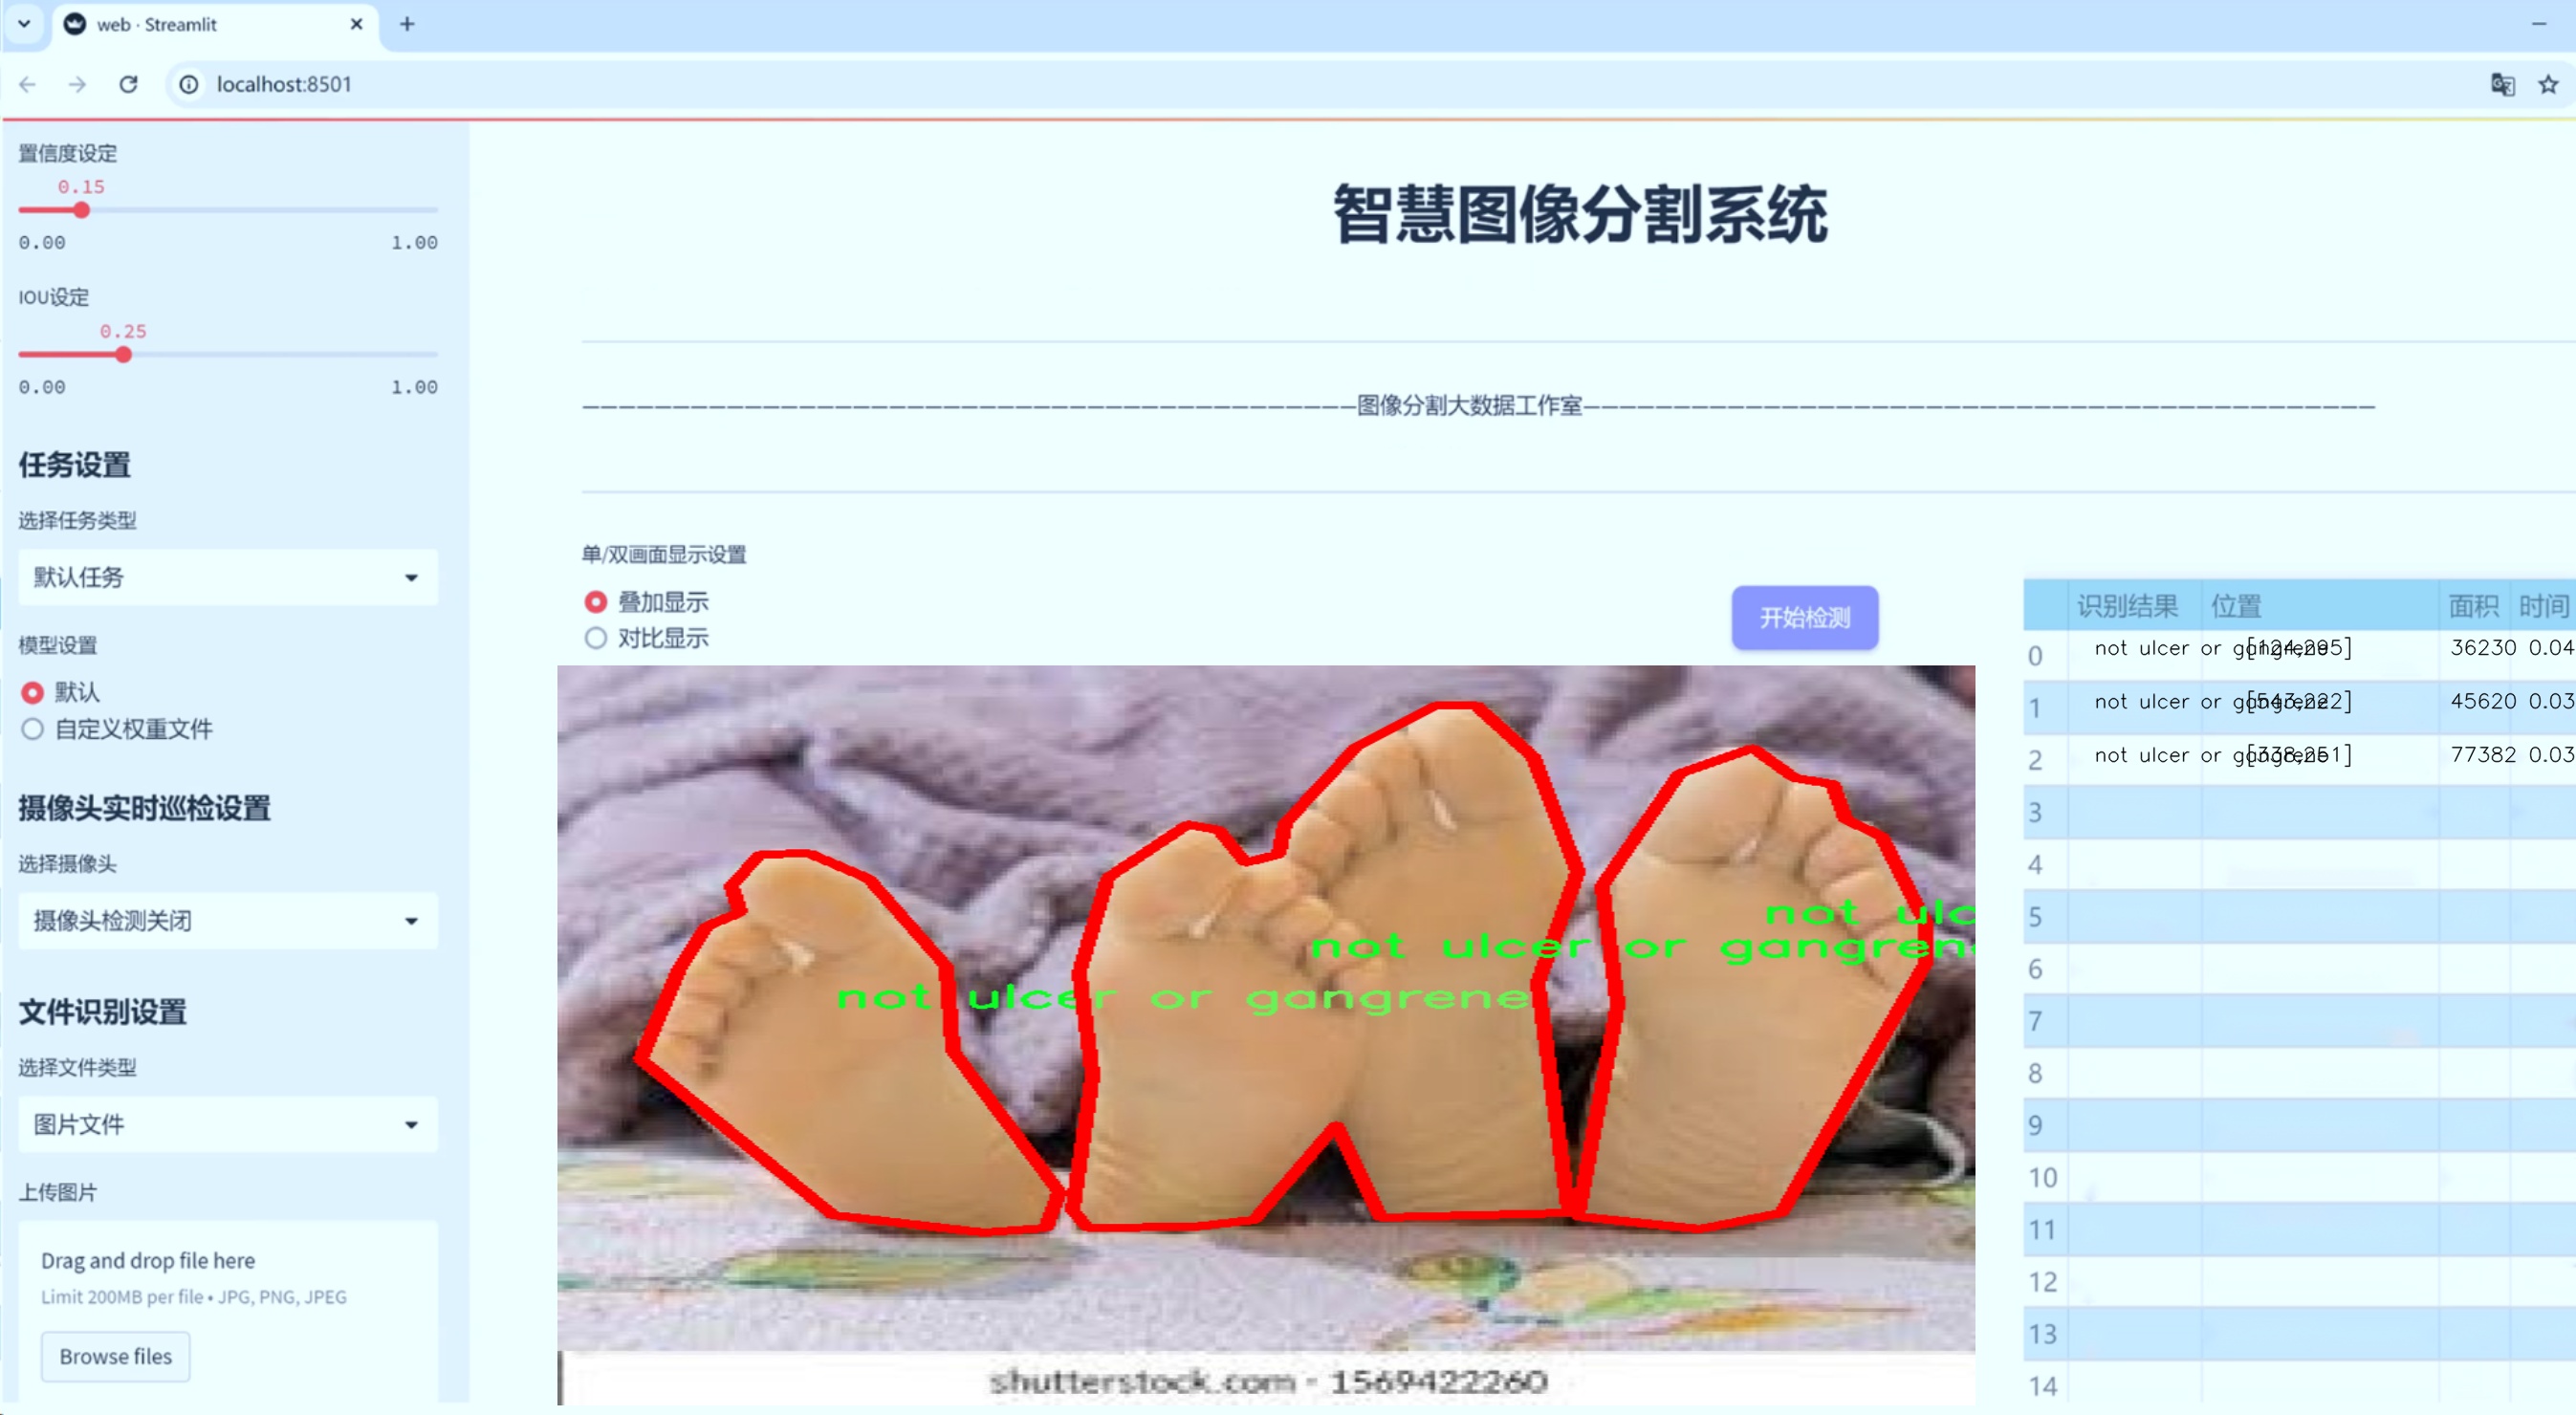 web · Streamlit
localhost:8501
置信度设定
0.15
0.00 1.00
IOU设定
0.25
0.00 1.00
任务设置
选择任务类型
默认任务
模型设置
默认
自定义权重文件
摄像头实时巡检设置
选择摄像头
摄像头检测关闭
文件识别设置
选择文件类型
图片文件
上传图片
Drag and drop file here
Limit 200MB per file • JPG, PNG, JPEG
Browse files
智慧图像分割系统
图像分割大数据工作室
单/双画面显示设置
叠加显示
对比显示
开始检测
not ulc
not ulcer or gangren
not ulcer or gangrene
shutterstock.com · 1569422260
识别结果 位置 面积 时间
0 not ulcer or gangrene [124,295] 36230 0.04
1 not ulcer or gangrene [543,222] 45620 0.03
2 not ulcer or gangrene [338,251] 77382 0.03
3
4
5
6
7
8
9
10
11
12
13
14